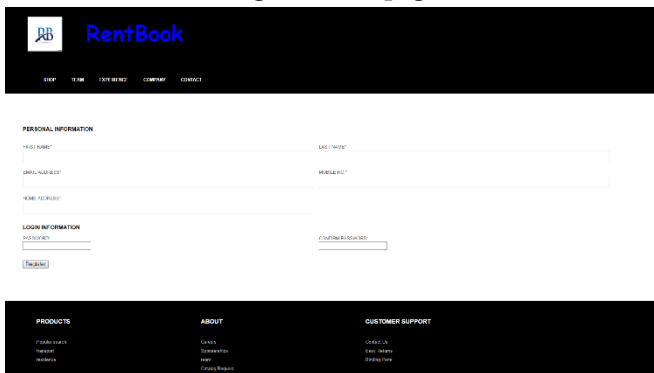 RB
RentBook
SHOP TEAM EXPERIENCE COMPANY CONTACT
PERSONAL INFORMATION
FIRST NAME* LAST NAME*
EMAIL ADDRESS* MOBILE NO.*
HOME ADDRESS*
LOGIN INFORMATION
PASSWORD* CONFIRM PASSWORD*
Register
PRODUCTS ABOUT CUSTOMER SUPPORT
Popular search Careers Contact Us
transport Sponsorships Easy Returns
residence team
Catalog Request